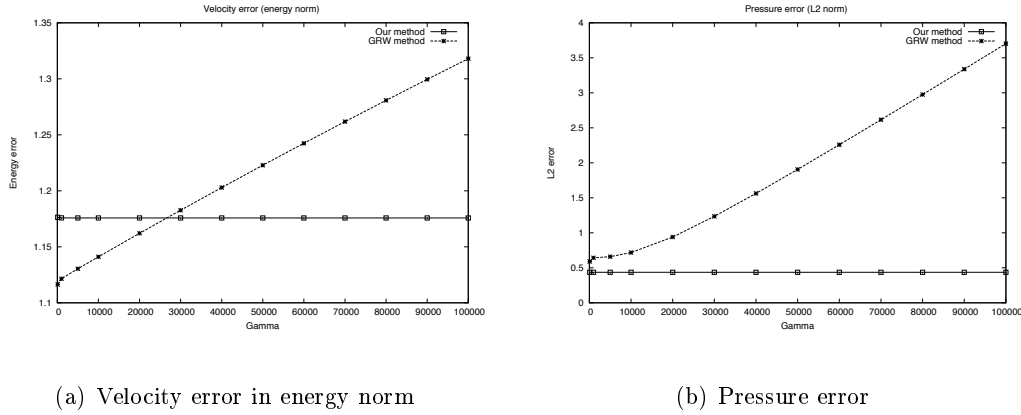 Velocity error (energy norm)
1.35
1.3
1.25
1.2
1.15
1.1
Energy error
Our method
GRW method
0 10000 20000 30000 40000 50000 60000 70000 80000 90000 100000
Gamma
(a) Velocity error in energy norm
Pressure error (L2 norm)
4
3.5
3
2.5
2
1.5
1
0.5
0
L2 error
Our method
GRW method
0 10000 20000 30000 40000 50000 60000 70000 80000 90000 100000
Gamma
(b) Pressure error